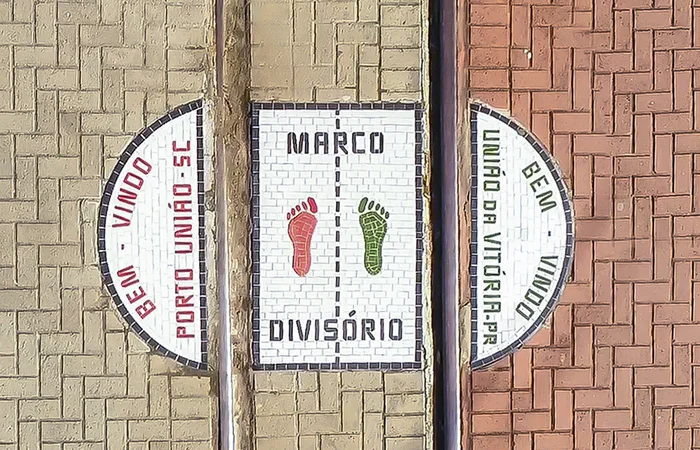 BEM - VINDO
PORTO UNIÃO - SC
MARCO
DIVISÓRIO
BEM - VINDO
UNIÃO DA VITÓRIA-PR